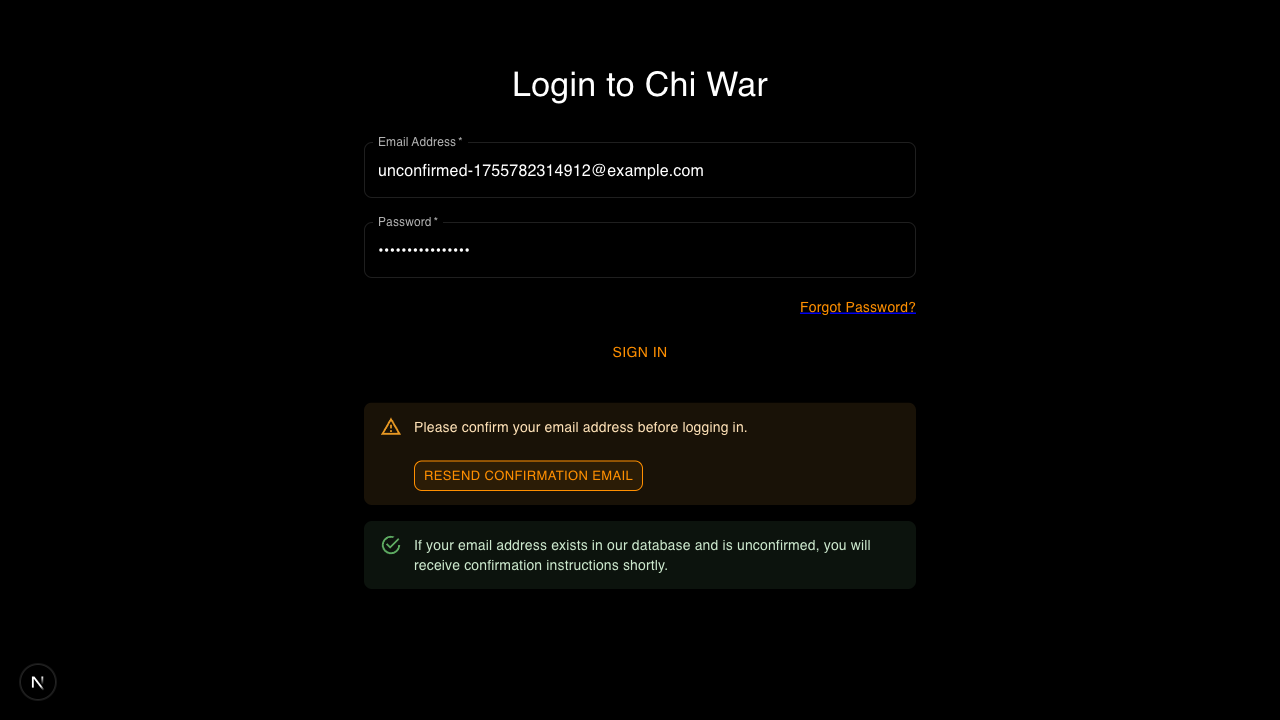 Login to Chi War
Email Address *
unconfirmed-1755782314912@example.com
Password *
••••••••••••••••
Forgot Password?
SIGN IN
Please confirm your email address before logging in.
RESEND CONFIRMATION EMAIL
If your email address exists in our database and is unconfirmed, you will
receive confirmation instructions shortly.
N